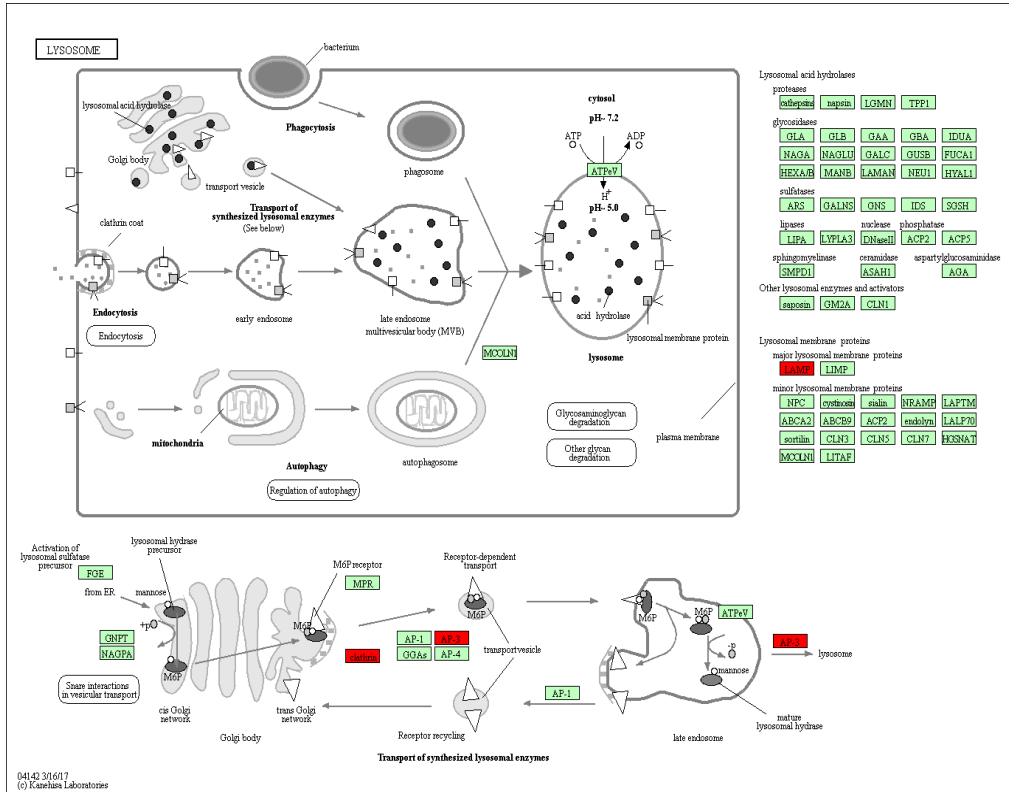 LYSOSOME
bacterium
lysosomal acid hydrolase
Golgi body
Phagocytosis
transport vesicle
phagosome
cytosol
pH~ 7.2
ATP
ADP
ATPeV
H+
pH~ 5.0
Transport of
synthesized lysosomal enzymes
(See below)
clathrin coat
Endocytosis
Endocytosis
early endosome
late endosome
multivesicular body (MVB)
acid hydrolase
lysosomal membrane protein
lysosome
MCOLN1
mitochondria
Autophagy
Regulation of autophagy
autophagosome
Glycosaminoglycan
degradation
Other glycan
degradation
plasma membrane
Lysosomal acid hydrolases
proteases
cathepsins napsin LGMN TPP1
glycosidases
GLA GLB GAA GBA IDUA
NAGA NAGLU GALC GUSB FUCA1
HEXA/B MANB LAMAN NEU1 HYAL1
sulfatases
ARS GALNS GNS IDS SGSH
lipases nuclease phosphatase
LIPA LYPLA3 DNaseII ACP2 ACP5
sphingomyelinase ceramidase aspartylglucosaminidase
SMPD1 ASAH1 AGA
Other lysosomal enzymes and activators
saposin GM2A CLN1
Lysosomal membrane proteins
major lysosomal membrane proteins
LAMP LIMP
minor lysosomal membrane proteins
NPC cystinosin sialin NRAMP LAPTM
ABCA2 ABCB9 ACP2 endolyn LALP70
sortilin CLN3 CLN5 CLN7 HGSNAT
MCOLN1 LITAF
Activation of
lysosomal sulfatase
precursor
FGE
lysosomal hydrase
precursor
from ER
mannose
+p
GNPT
NAGPA
M6P
Snare interactions
in vesicular transport
cis Golgi
network
Golgi body
trans Golgi
network
M6P receptor
MPR
M6P
clathrin
AP-1 AP-3
GGAs AP-4
Receptor-dependent
transport
M6P
transport vesicle
Receptor recycling
AP-1
M6P
M6P
ATPeV
-p
mannose
mature
lysosomal hydrase
late endosome
AP-3
lysosome
Transport of synthesized lysosomal enzymes
04142 3/16/17
(c) Kanehisa Laboratories